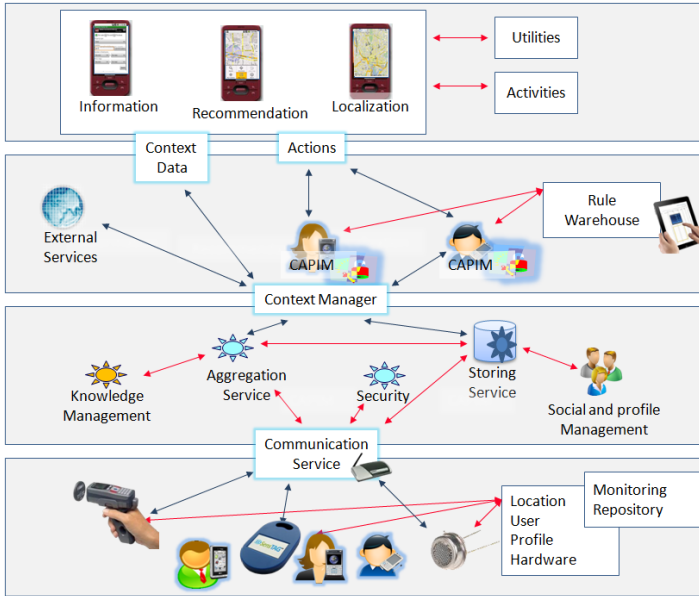 Information
Recommendation
Localization
Utilities
Activities
Context
Data
Actions
External
Services
CAPIM
CAPIM
Rule
Warehouse
Context Manager
Knowledge
Management
Aggregation
Service
Security
Storing
Service
Social and profile
Management
Communication
Service
Location
User
Profile
Hardware
Monitoring
Repository